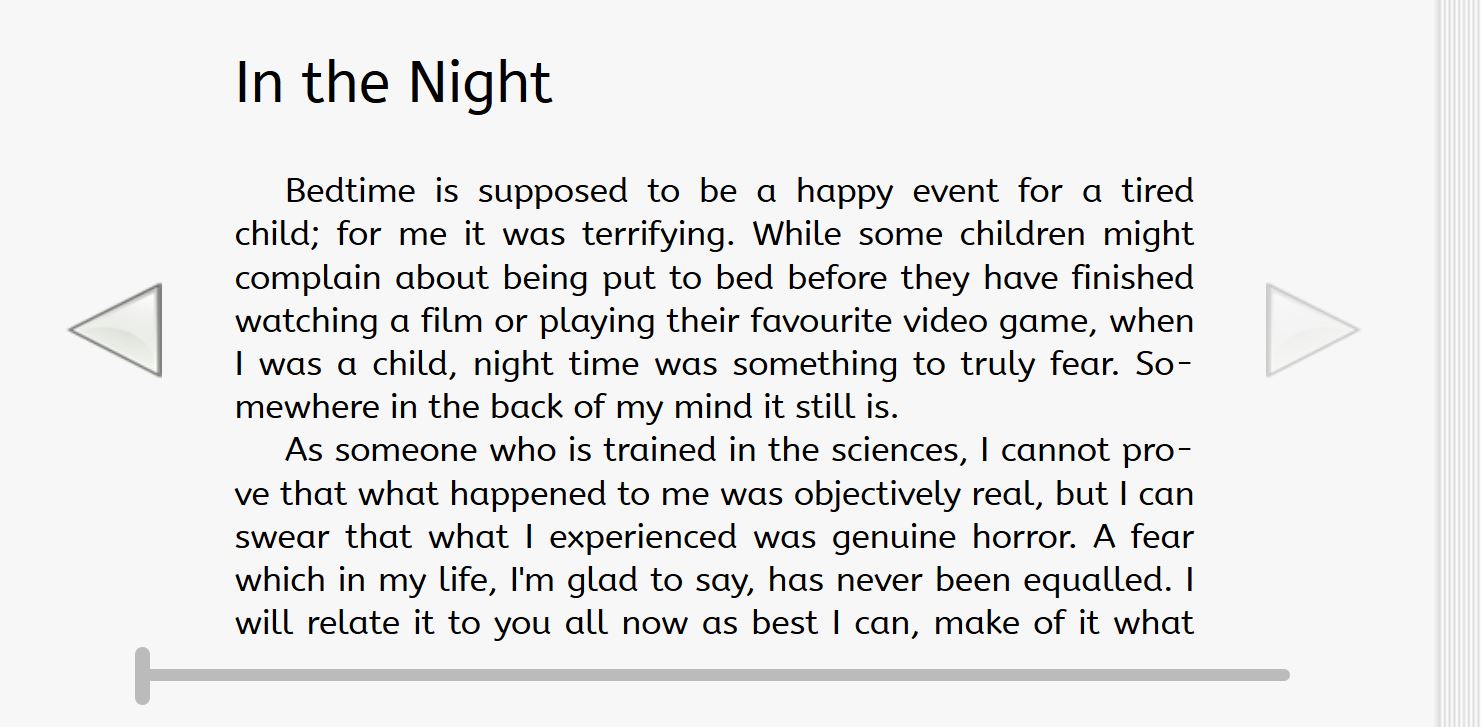 In the Night
Bedtime is supposed to be a happy event for a tired
child; for me it was terrifying. While some children might
complain about being put to bed before they have finished
watching a film or playing their favourite video game, when
I was a child, night time was something to truly fear. So-
mewhere in the back of my mind it still is.
As someone who is trained in the sciences, I cannot pro-
ve that what happened to me was objectively real, but I can
swear that what I experienced was genuine horror. A fear
which in my life, I'm glad to say, has never been equalled. I
will relate it to you all now as best I can, make of it what